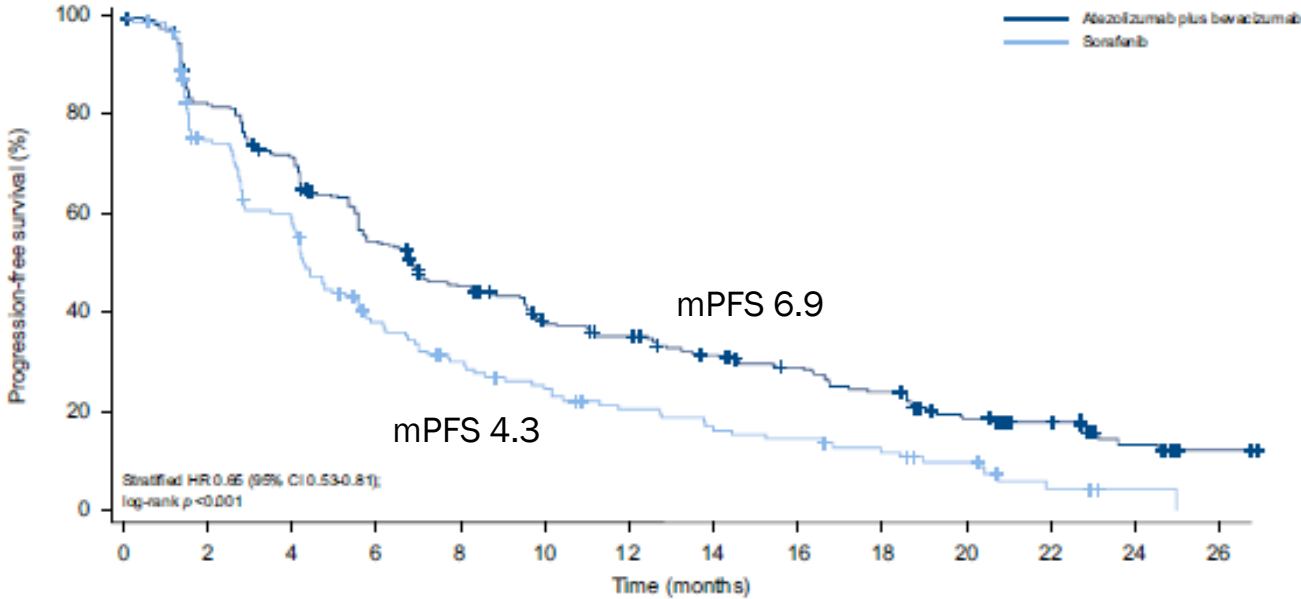 Atezolizumab plus bevacizumab
Sorafenib
Progression-free survival (%)
100
80
60
40
20
0
mPFS 6.9
mPFS 4.3
Stratified HR 0.65 (95% CI 0.53-0.81);
log-rank p <0.001
0 2 4 6 8 10 12 14 16 18 20 22 24 26
Time (months)